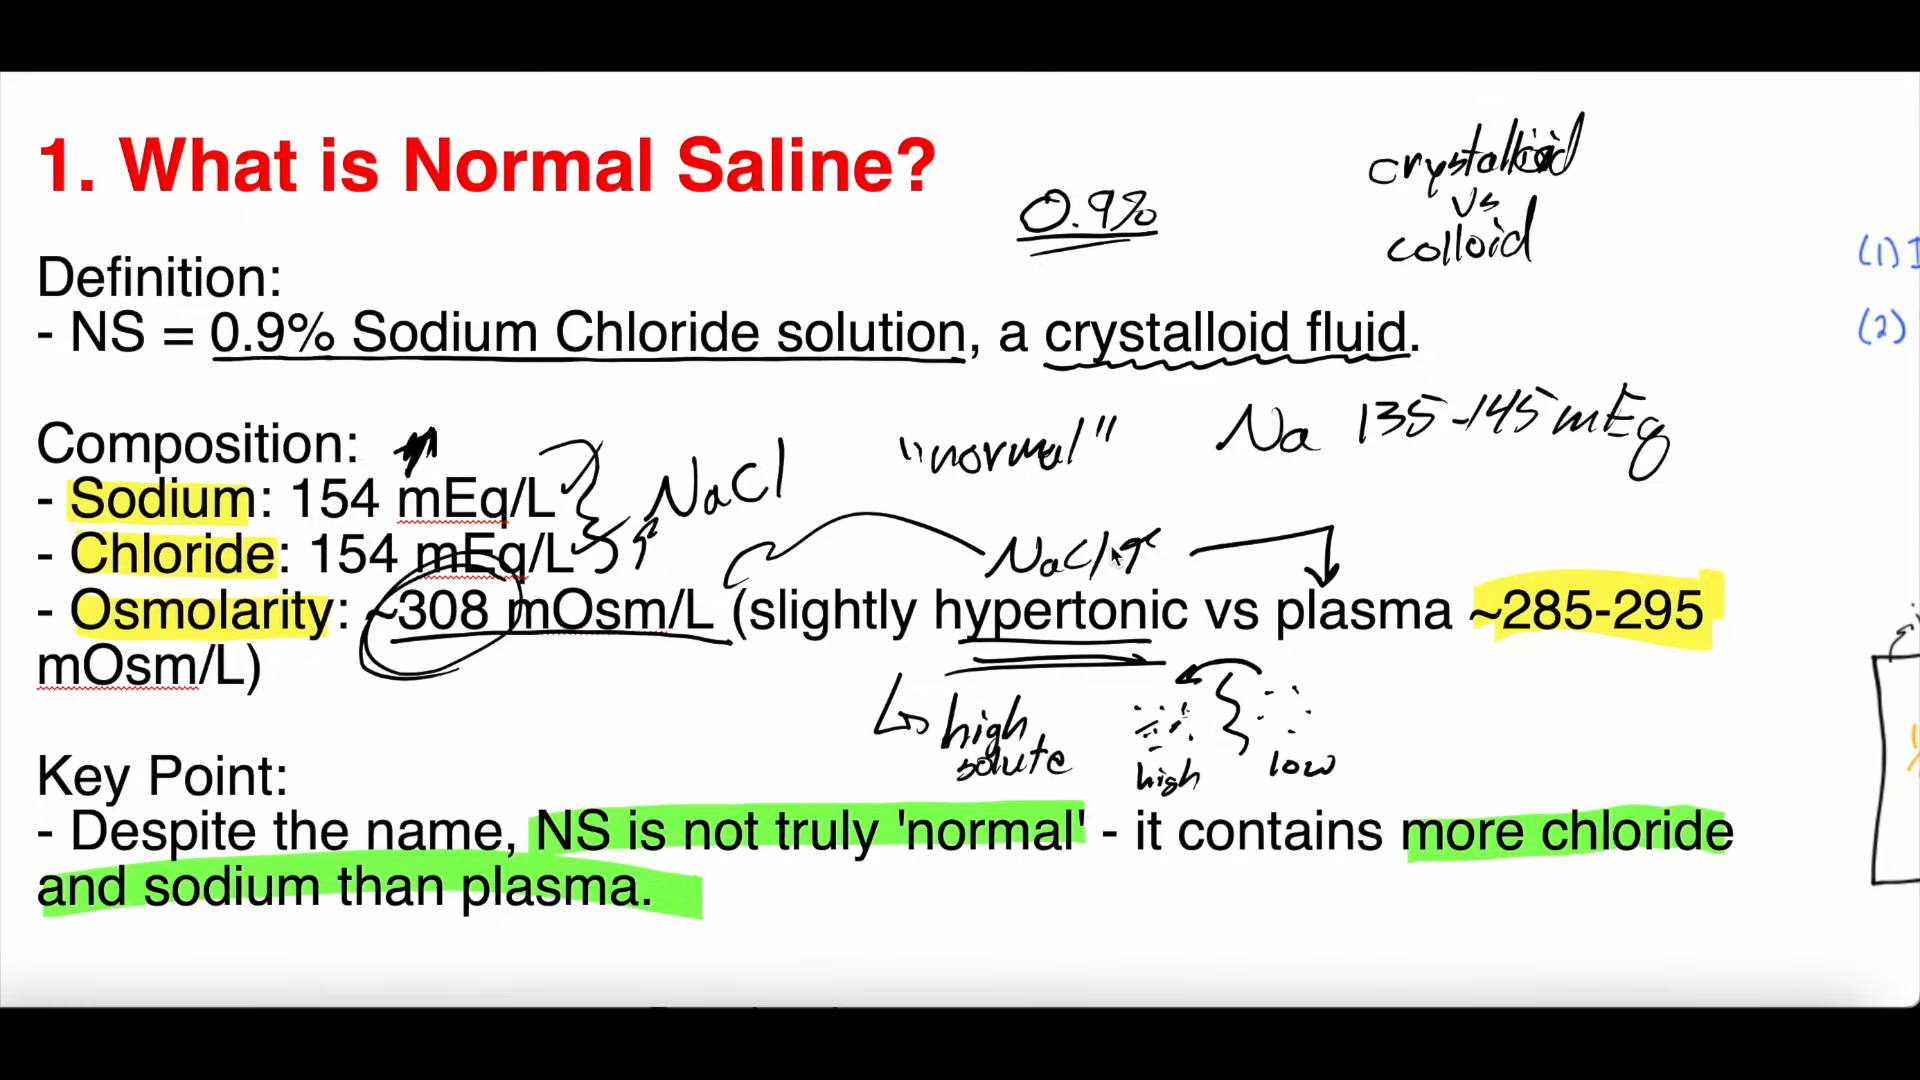 1. What is Normal Saline?
crystalloid
vs
colloid
0.9%
(1)
Definition:
- NS = 0.9% Sodium Chloride solution, a crystalloid fluid.
(2)
Composition:
"normal"
Na 135-145 mEq
- Sodium: 154 mEq/L
NaCl
- Chloride: 154 mEq/L
NaCl
- Osmolarity: ~308 mOsm/L (slightly hypertonic vs plasma ~285-295
mOsm/L)
high
solute
high
low
Key Point:
- Despite the name, NS is not truly 'normal' - it contains more chloride
and sodium than plasma.